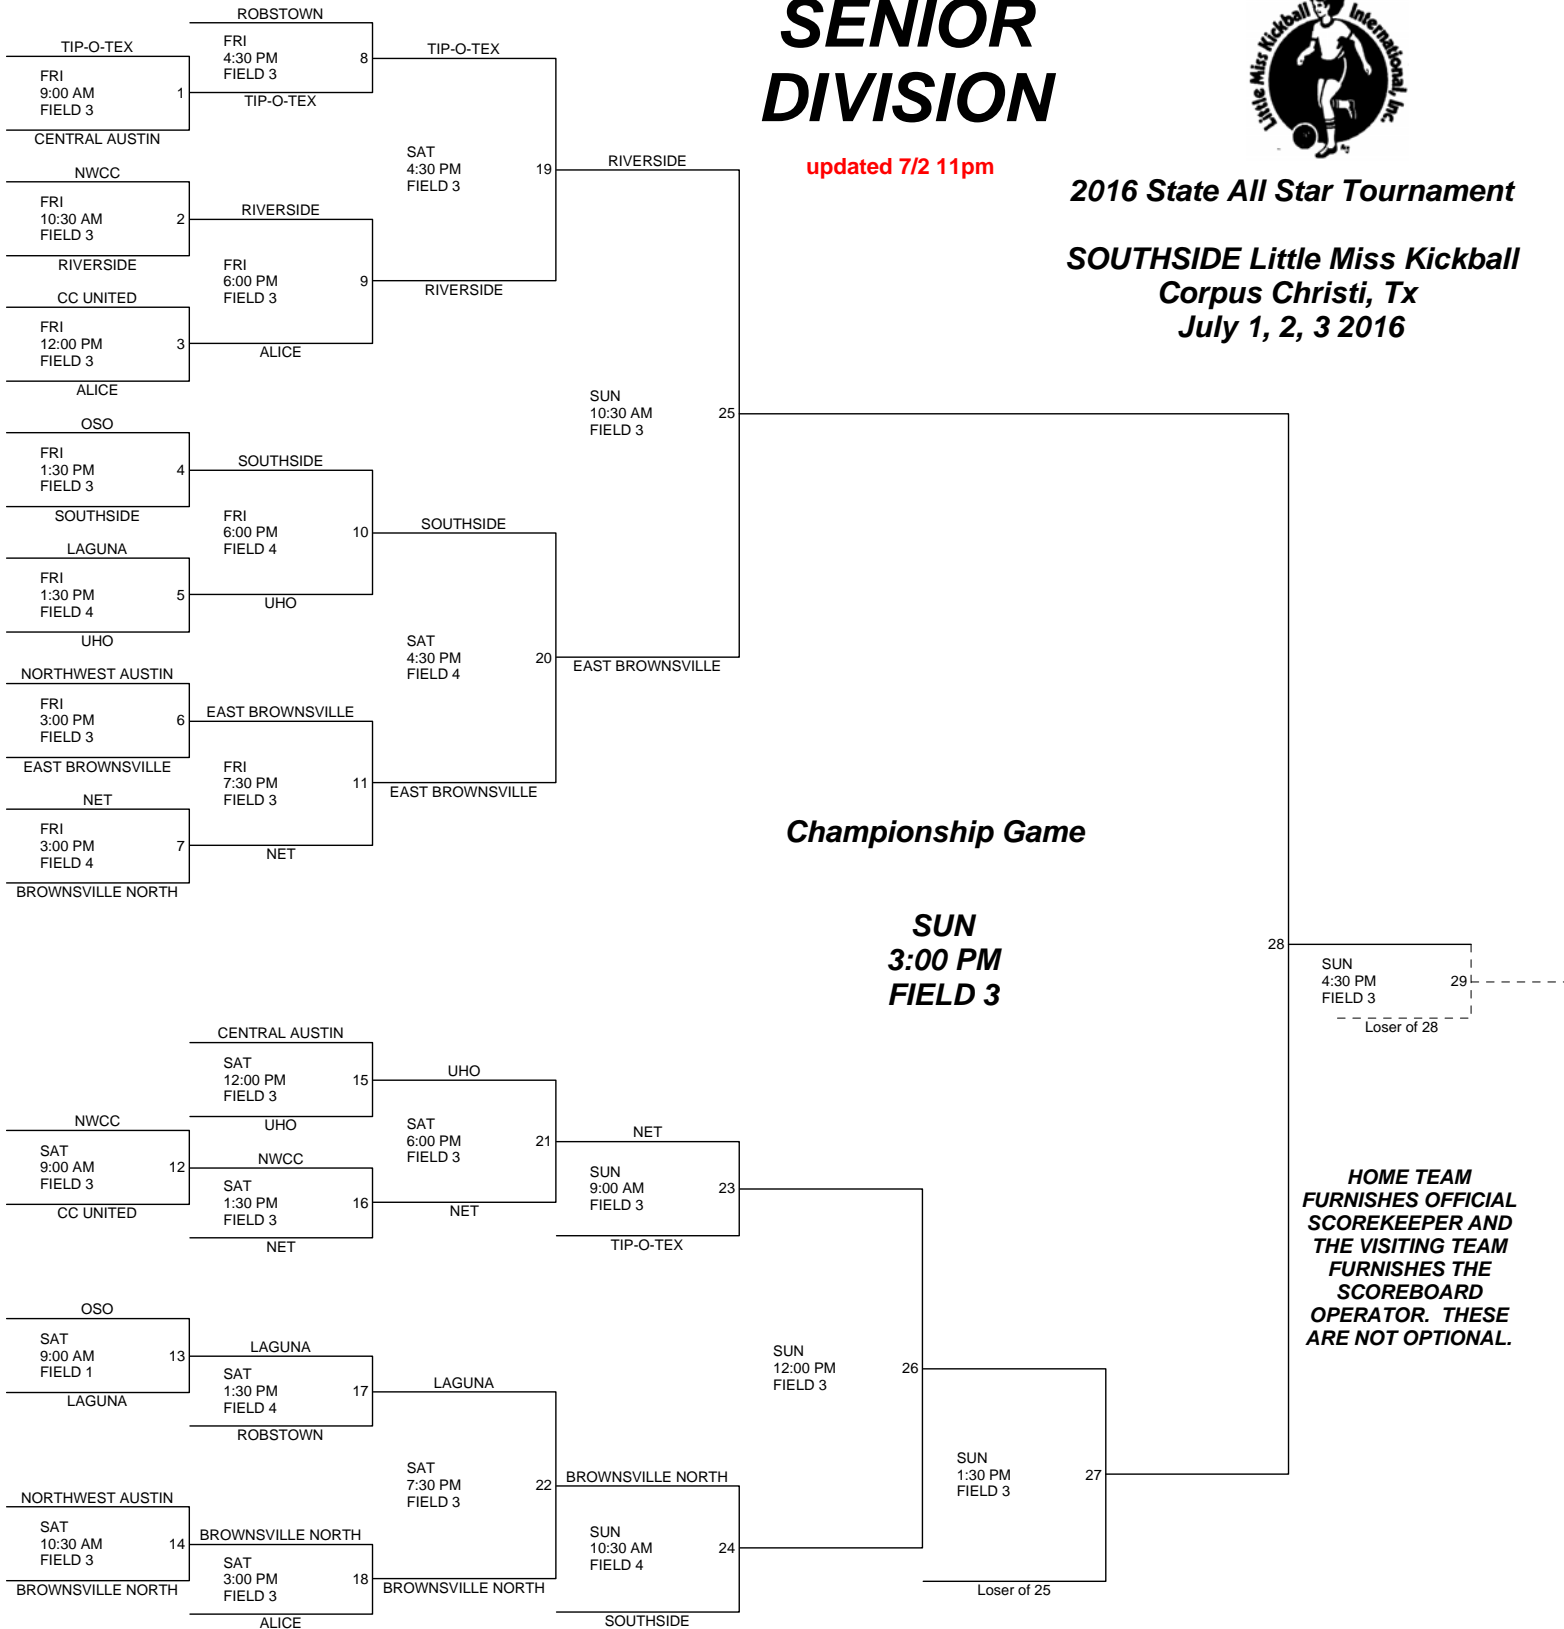 SENIOR
DIVISION
updated 7/2 11pm
Little Miss Kickball International, Inc.
2016 State All Star Tournament
SOUTHSIDE Little Miss Kickball
Corpus Christi, Tx
July 1, 2, 3 2016
ROBSTOWN
FRI
4:30 PM
FIELD 3
8
TIP-O-TEX
TIP-O-TEX
FRI
9:00 AM
FIELD 3
1
CENTRAL AUSTIN
TIP-O-TEX
NWCC
FRI
10:30 AM
FIELD 3
2
RIVERSIDE
RIVERSIDE
FRI
6:00 PM
FIELD 3
9
ALICE
CC UNITED
FRI
12:00 PM
FIELD 3
3
ALICE
SAT
4:30 PM
FIELD 3
19
RIVERSIDE
RIVERSIDE
OSO
FRI
1:30 PM
FIELD 3
4
SOUTHSIDE
SOUTHSIDE
FRI
6:00 PM
FIELD 4
10
UHO
LAGUNA
FRI
1:30 PM
FIELD 4
5
UHO
SOUTHSIDE
SAT
4:30 PM
FIELD 4
20
EAST BROWNSVILLE
NORTHWEST AUSTIN
FRI
3:00 PM
FIELD 3
6
EAST BROWNSVILLE
EAST BROWNSVILLE
FRI
7:30 PM
FIELD 3
11
NET
NET
FRI
3:00 PM
FIELD 4
7
BROWNSVILLE NORTH
EAST BROWNSVILLE
SUN
10:30 AM
FIELD 3
25
Championship Game
SUN
3:00 PM
FIELD 3
28
SUN
4:30 PM
FIELD 3
29
Loser of 28
CENTRAL AUSTIN
SAT
12:00 PM
FIELD 3
15
UHO
UHO
SAT
6:00 PM
FIELD 3
21
NET
NWCC
SAT
9:00 AM
FIELD 3
12
CC UNITED
NWCC
SAT
1:30 PM
FIELD 3
16
NET
NET
SUN
9:00 AM
FIELD 3
23
TIP-O-TEX
HOME TEAM
FURNISHES OFFICIAL
SCOREKEEPER AND
THE VISITING TEAM
FURNISHES THE
SCOREBOARD
OPERATOR. THESE
ARE NOT OPTIONAL.
OSO
SAT
9:00 AM
FIELD 1
13
LAGUNA
LAGUNA
SAT
1:30 PM
FIELD 4
17
ROBSTOWN
LAGUNA
SAT
7:30 PM
FIELD 3
22
BROWNSVILLE NORTH
NORTHWEST AUSTIN
SAT
10:30 AM
FIELD 3
14
BROWNSVILLE NORTH
BROWNSVILLE NORTH
SAT
3:00 PM
FIELD 3
18
ALICE
BROWNSVILLE NORTH
SUN
10:30 AM
FIELD 4
24
SOUTHSIDE
SUN
12:00 PM
FIELD 3
26
SUN
1:30 PM
FIELD 3
27
Loser of 25